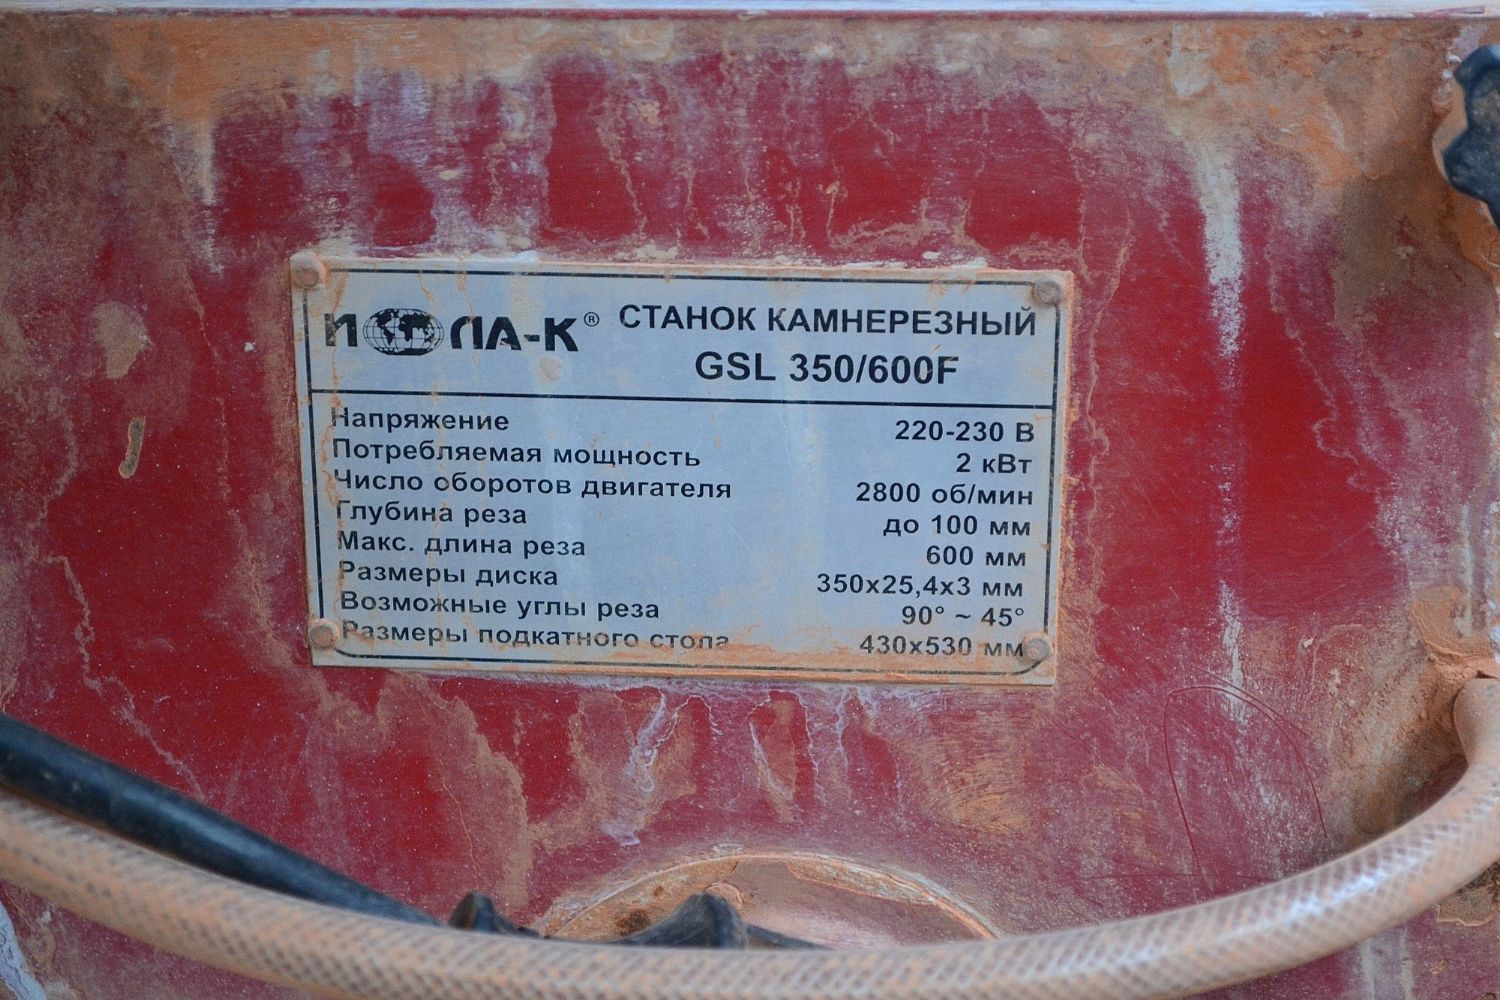 ИОЛА-К® СТАНОК КАМНЕРЕЗНЫЙ
GSL 350/600F
Напряжение 220-230 В
Потребляемая мощность 2 кВт
Число оборотов двигателя 2800 об/мин
Глубина реза до 100 мм
Макс. длина реза 600 мм
Размеры диска 350х25,4х3 мм
Возможные углы реза 90° ~ 45°
Размеры подкатного стола 430х530 мм